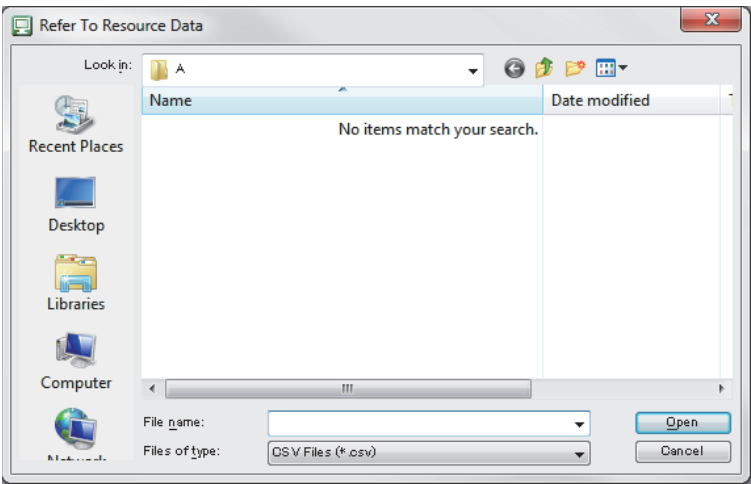 Refer To Resource Data
Look in:
A
Name
Date modified
No items match your search.
Recent Places
Desktop
Libraries
Computer
File name:
Open
Files of type:
CSV Files (*.csv)
Cancel